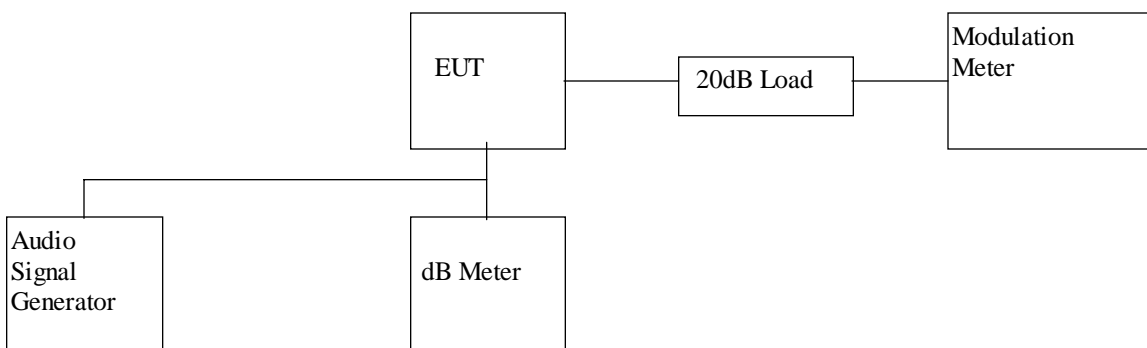 EUT
20dB Load
Modulation
Meter
Audio
Signal
Generator
dB Meter